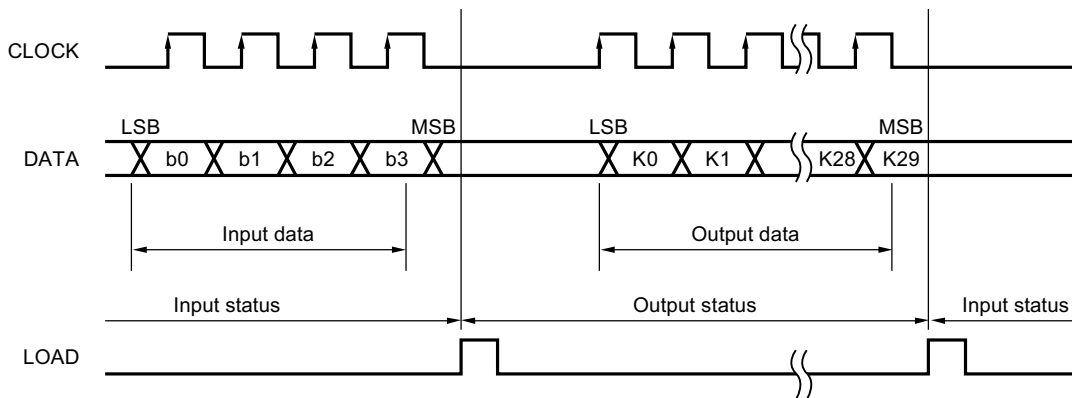 CLOCK
LSB MSB LSB MSB
DATA b0 b1 b2 b3 K0 K1 K28 K29
Input data Output data
Input status Output status Input status
LOAD